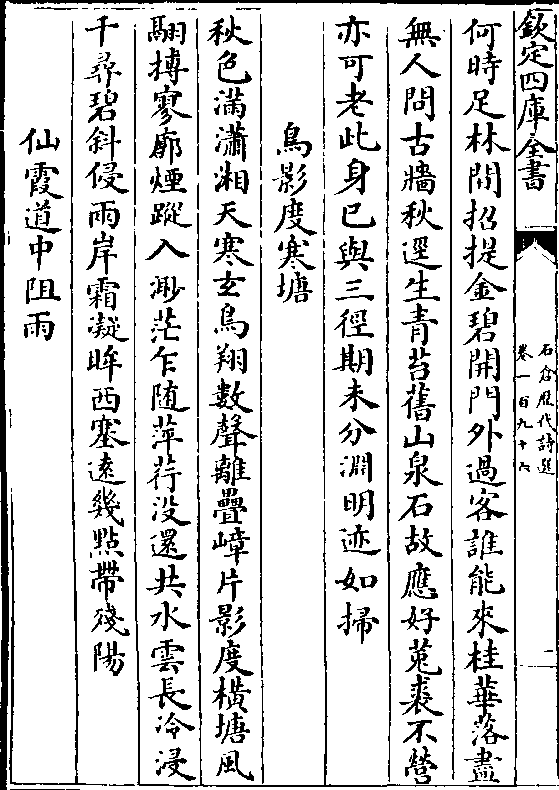 欽定四庫全書
石倉歷代詩選
卷一百九十六
二
何時足林間招提金碧開門外過客誰能來桂華落盡
無人問古牆秋選生青苔舊山泉石故應好菟裘不營
亦可老此身已與三徑期未分淵明迹如掃
鳥影度寒塘
秋色滿瀟湘天寒玄鳥翔數聲離疊嶂片影度橫塘風
翮摶寥廓煙蹤入渺茫乍随萍荇没還共水雲長冷浸
千尋碧斜侵兩岸霜凝眸西塞遠幾點帶殘陽
仙霞道中阻雨